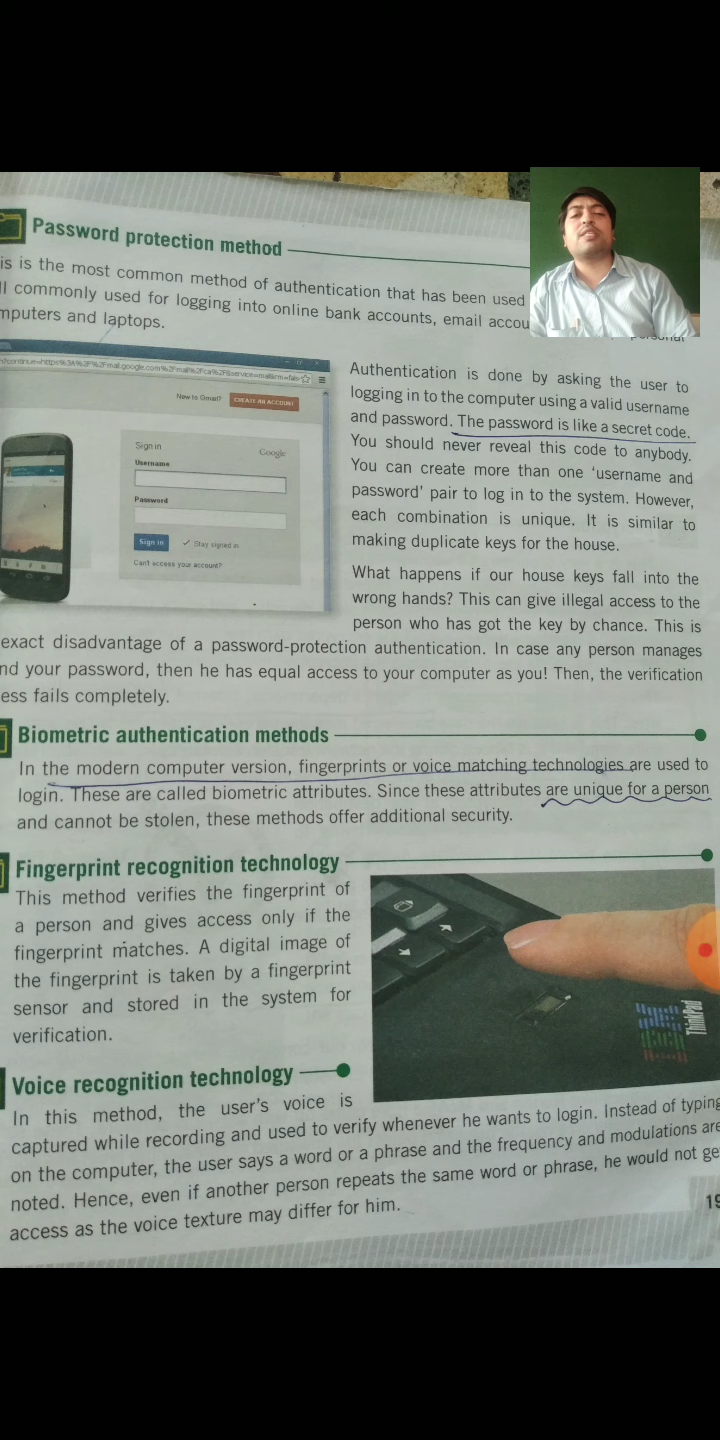 Password protection method
is is the most common method of authentication that has been used
ll commonly used for logging into online bank accounts, email accou
mputers and laptops.
personal
New to Gmail? CREATE AN ACCOUNT
Sign in Google
Username
Password
Sign in Stay signed in
Can't access your account?
Authentication is done by asking the user to
logging in to the computer using a valid username
and password. The password is like a secret code.
You should never reveal this code to anybody.
You can create more than one ‘username and
password’ pair to log in to the system. However,
each combination is unique. It is similar to
making duplicate keys for the house.
What happens if our house keys fall into the
wrong hands? This can give illegal access to the
person who has got the key by chance. This is
exact disadvantage of a password-protection authentication. In case any person manages
nd your password, then he has equal access to your computer as you! Then, the verification
ess fails completely.
Biometric authentication methods
In the modern computer version, fingerprints or voice matching technologies are used to
login. These are called biometric attributes. Since these attributes are unique for a person
and cannot be stolen, these methods offer additional security.
Fingerprint recognition technology
This method verifies the fingerprint of
a person and gives access only if the
fingerprint matches. A digital image of
the fingerprint is taken by a fingerprint
sensor and stored in the system for
verification.
IBM
ThinkPad
Voice recognition technology
In this method, the user's voice is
captured while recording and used to verify whenever he wants to login. Instead of typing
on the computer, the user says a word or a phrase and the frequency and modulations are
noted. Hence, even if another person repeats the same word or phrase, he would not ge
access as the voice texture may differ for him.
19